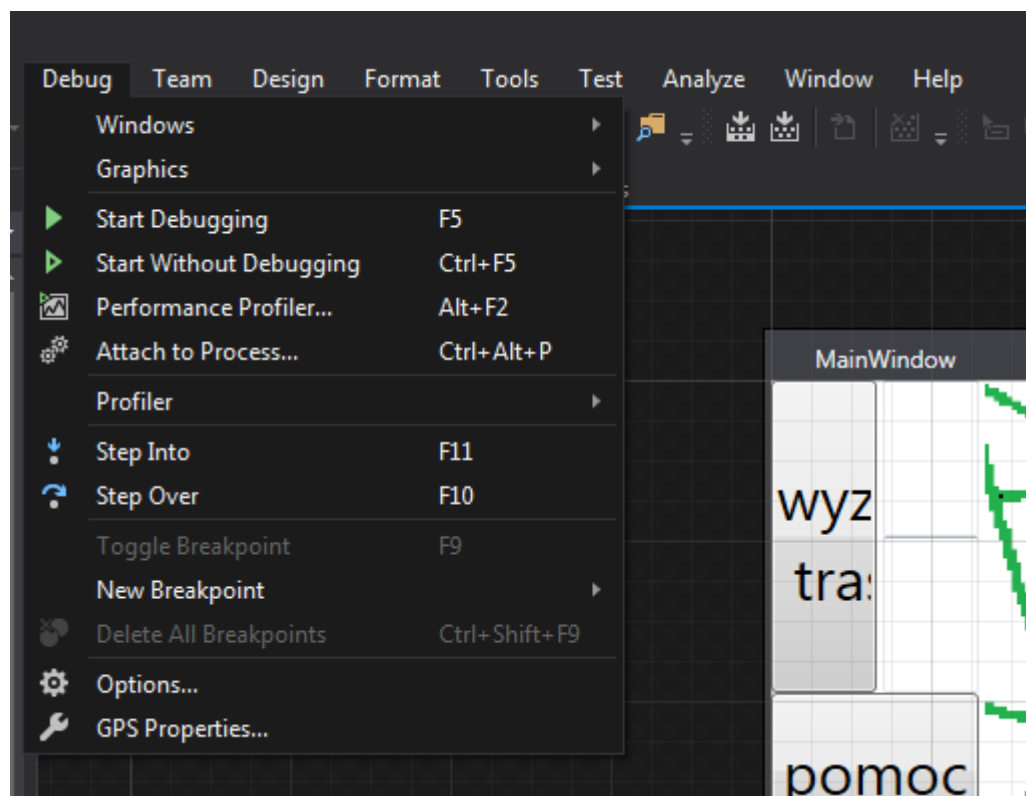 Debug Team Design Format Tools Test Analyze Window Help
Windows
Graphics
Start Debugging F5
Start Without Debugging Ctrl+F5
Performance Profiler... Alt+F2
Attach to Process... Ctrl+Alt+P
Profiler
Step Into F11
Step Over F10
Toggle Breakpoint F9
New Breakpoint
Delete All Breakpoints Ctrl+Shift+F9
Options...
GPS Properties...
MainWindow
wyz
tra
pomoc